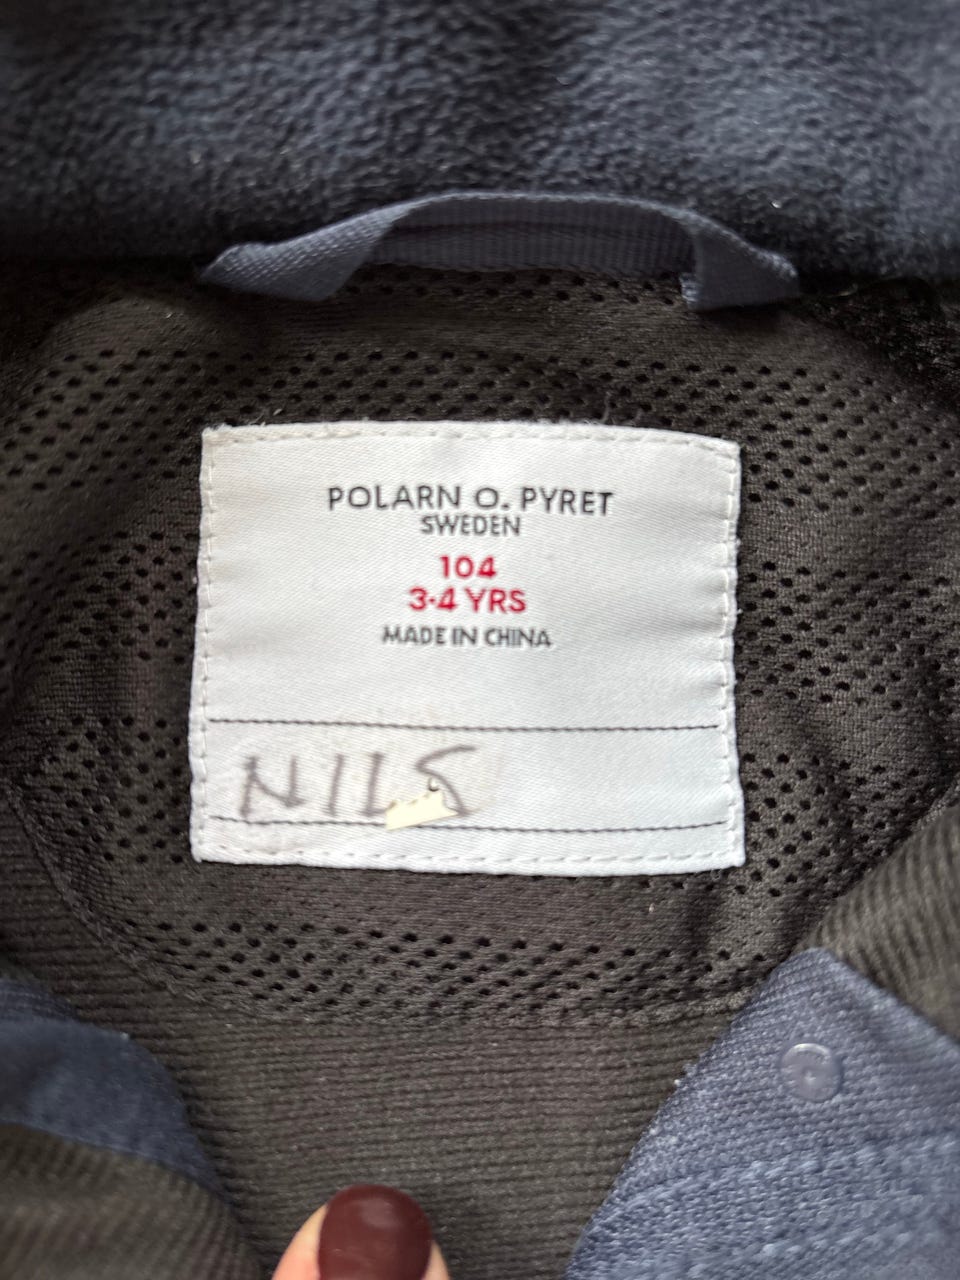 POLARN O. PYRET
SWEDEN
104
3-4 YRS
MADE IN CHINA
NILS